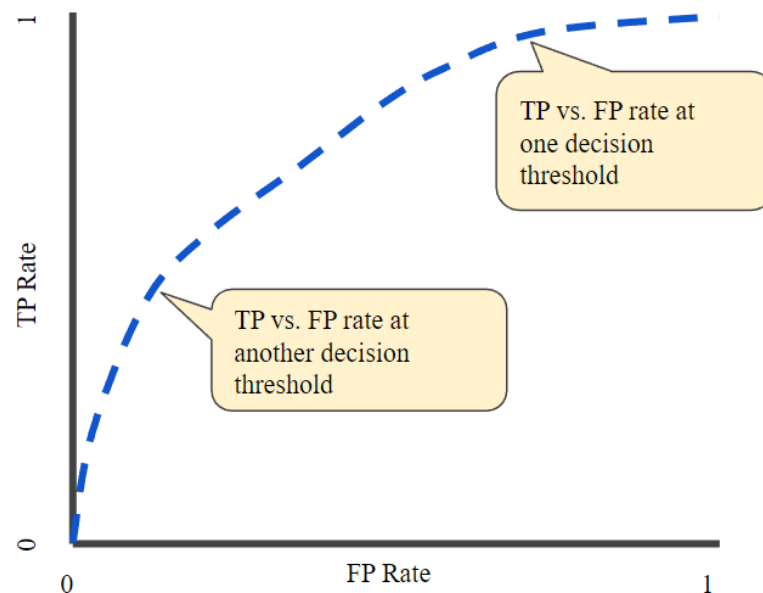 1
TP vs. FP rate at
one decision
threshold
TP Rate
TP vs. FP rate at
another decision
threshold
0
0
FP Rate
1